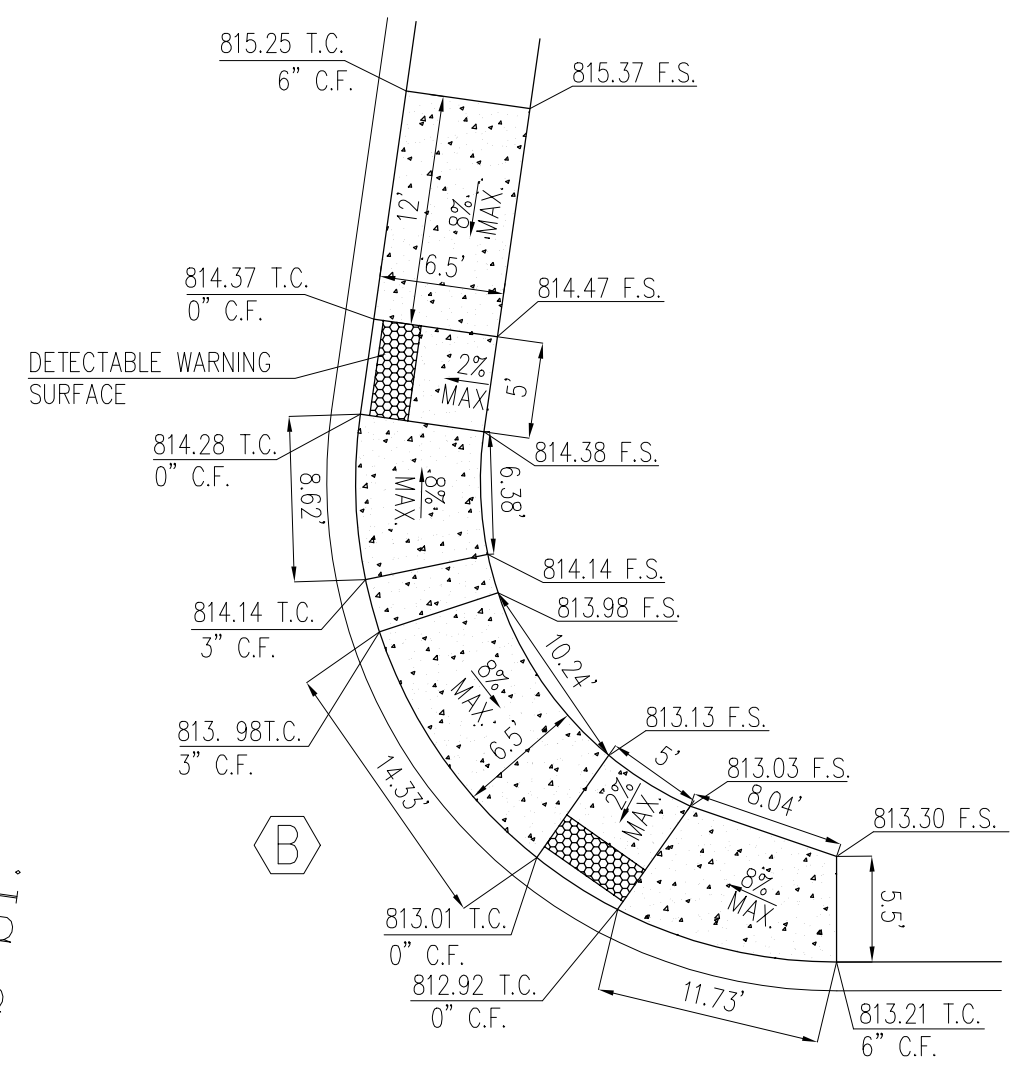 815.25 T.C.
6” C.F.
815.37 F.S.
12’
8%
MAX.
6.5’
814.37 T.C.
0” C.F.
814.47 F.S.
DETECTABLE WARNING
SURFACE
2%
MAX.
5’
814.28 T.C.
0” C.F.
814.38 F.S.
8.62’
8%
MAX.
6.38’
814.14 F.S.
813.98 F.S.
814.14 T.C.
3” C.F.
10.24’
8%
MAX.
6.5’
813. 98T.C.
3” C.F.
813.13 F.S.
5’
813.03 F.S.
8.04’
14.33’
2%
MAX.
813.30 F.S.
B
8%
MAX.
5.5’
813.01 T.C.
0” C.F.
812.92 T.C.
0” C.F.
11.73’
813.21 T.C.
6” C.F.